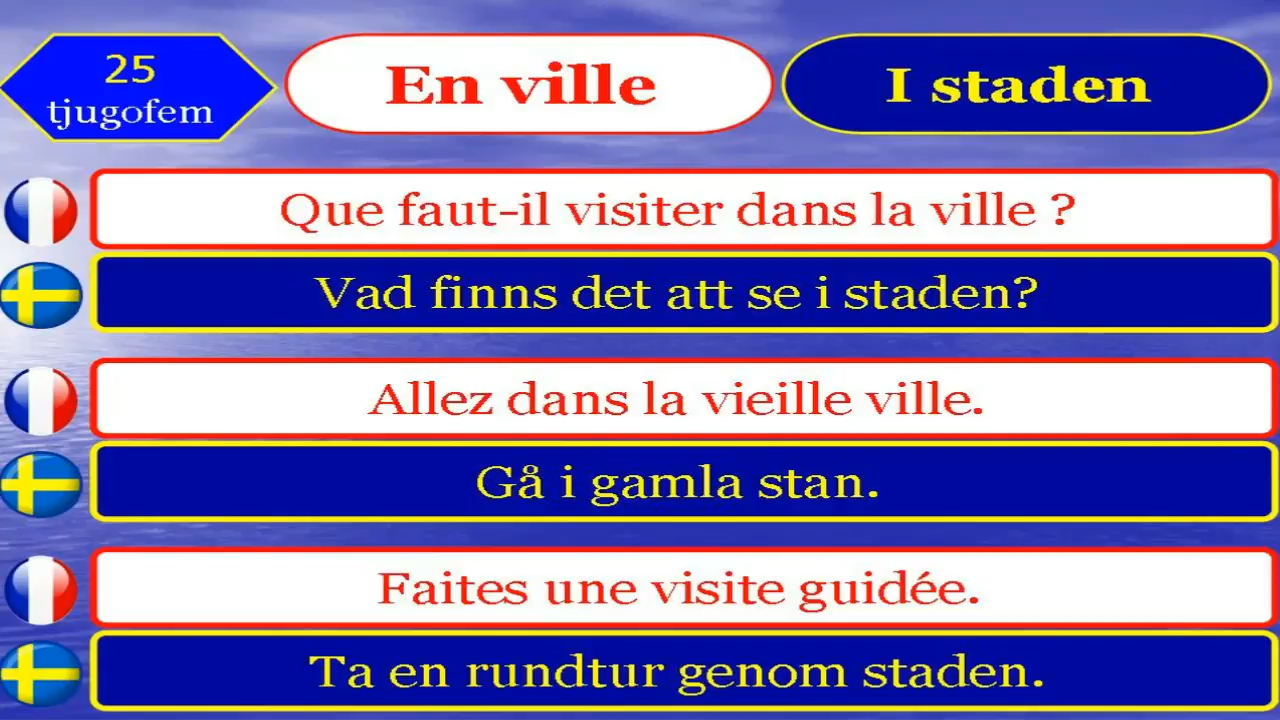 25
tjugofem
En ville
I staden
Que faut-il visiter dans la ville ?
Vad finns det att se i staden?
Allez dans la vieille ville.
Gå i gamla stan.
Faites une visite guidée.
Ta en rundtur genom staden.